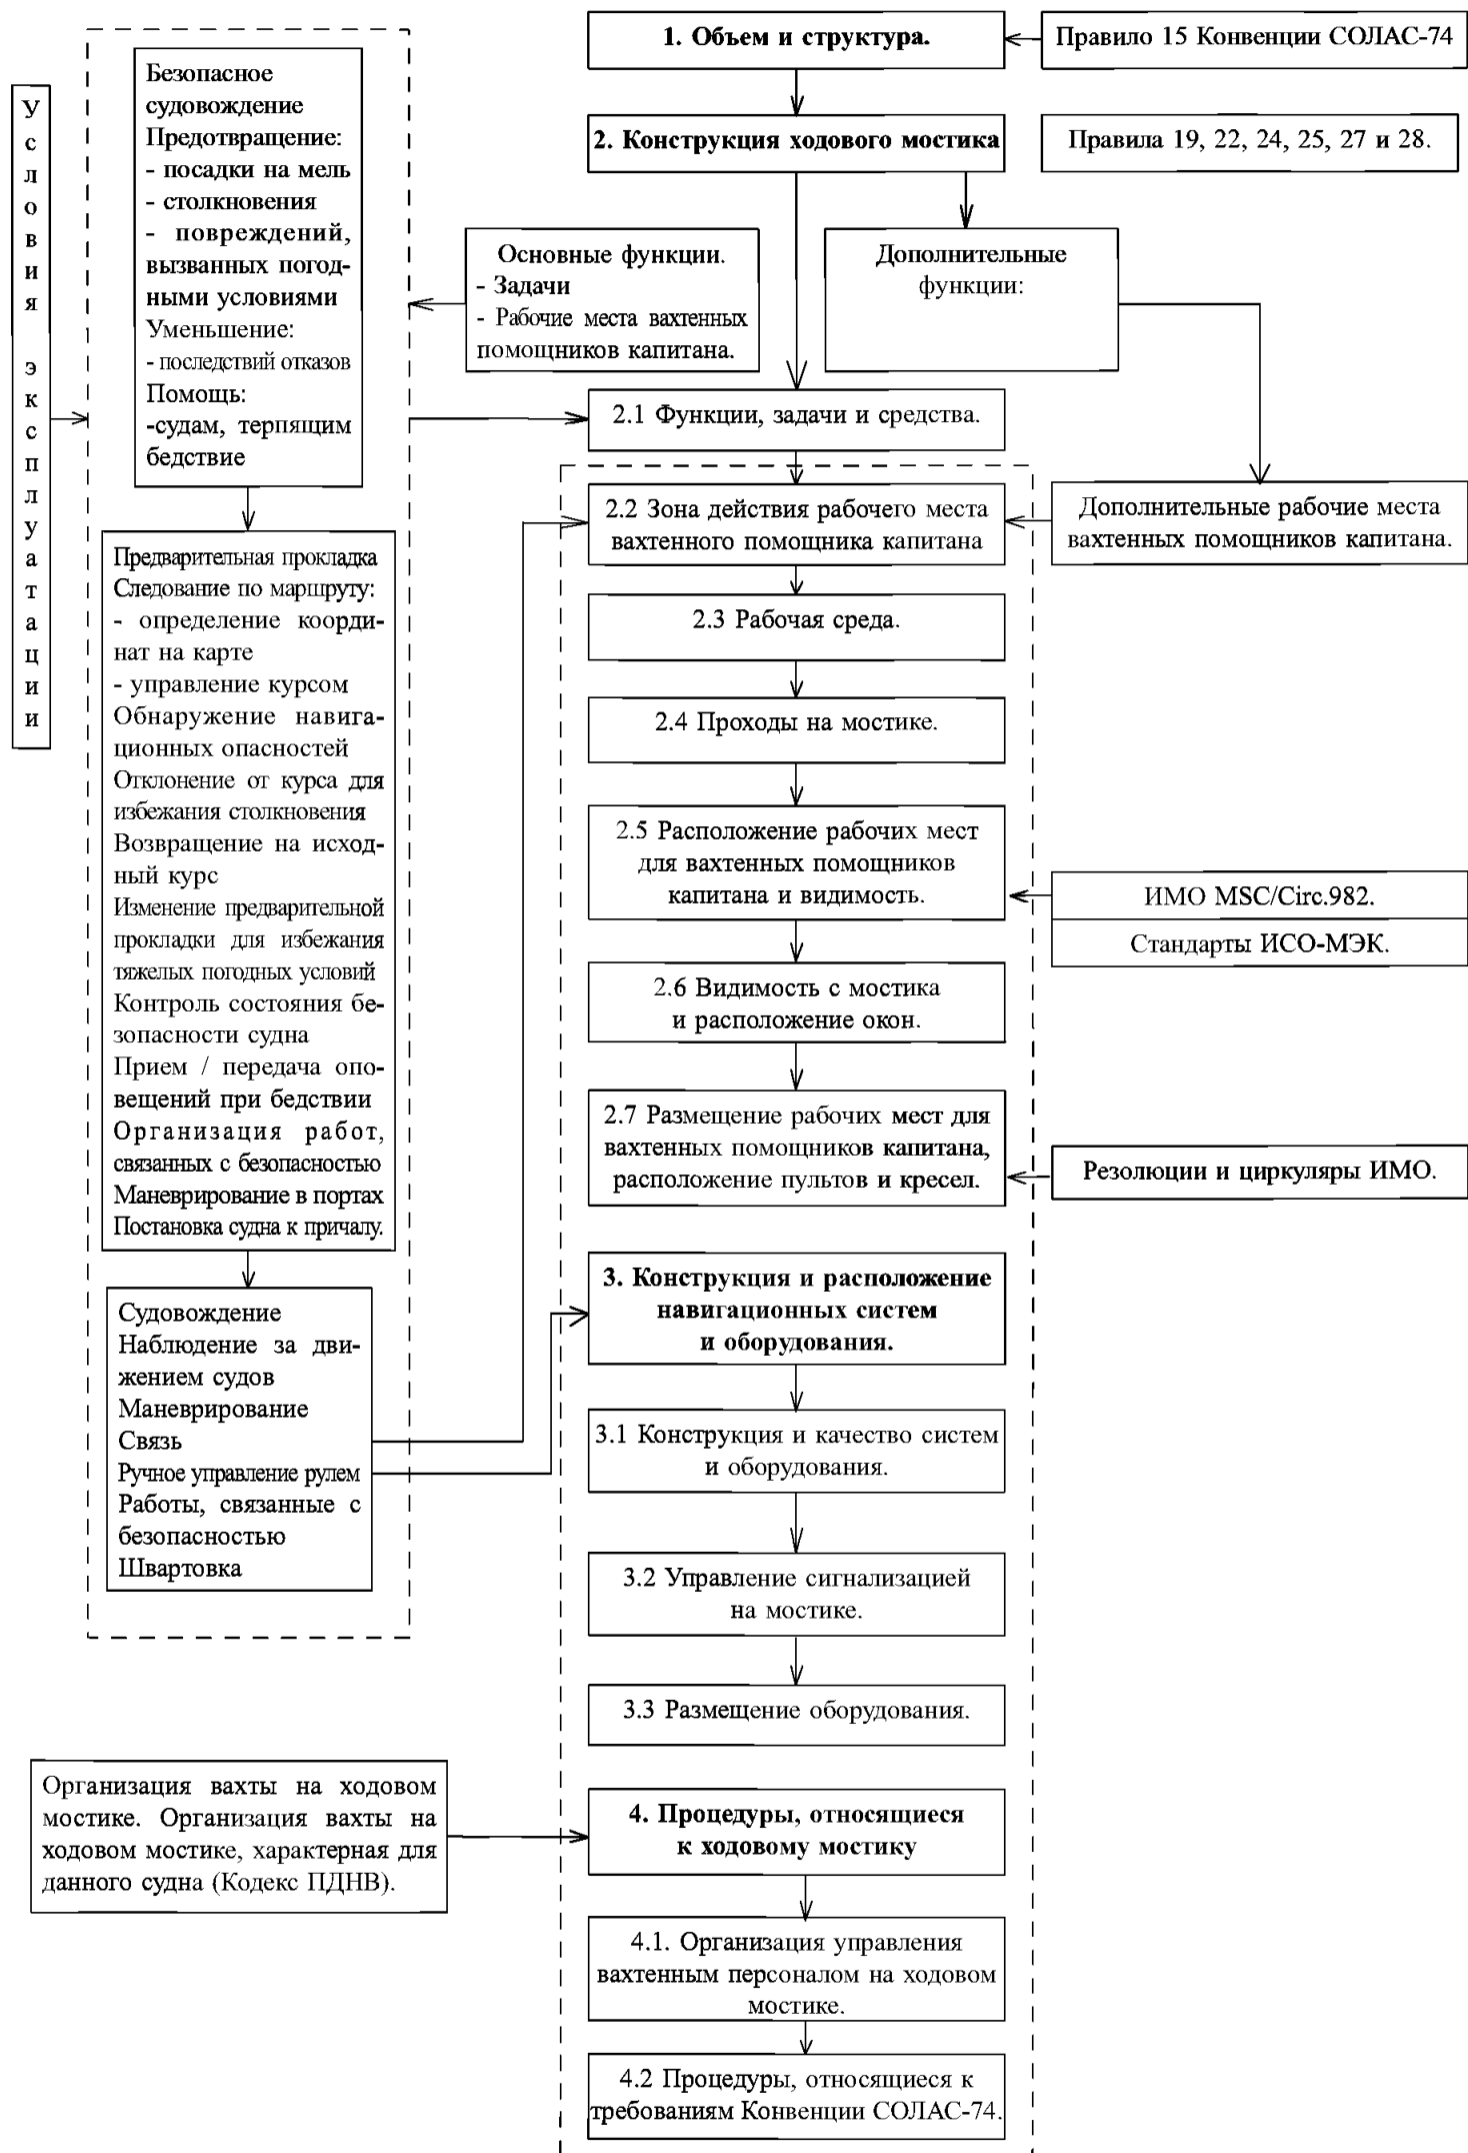 1. Объем и структура.
Правило 15 Конвенции СОЛАС-74
2. Конструкция ходового мостика
Правила 19, 22, 24, 25, 27 и 28.
Условия эксплуатации
Безопасное
судовождение
Предотвращение:
- посадки на мель
- столкновения
- повреждений,
вызванных погод-
ными условиями
Уменьшение:
- последствий отказов
Помощь:
-судам, терпящим
бедствие
Основные функции.
- Задачи
- Рабочие места вахтенных
помощников капитана.
Дополнительные
функции:
2.1 Функции, задачи и средства.
2.2 Зона действия рабочего места
вахтенного помощника капитана
Дополнительные рабочие места
вахтенных помощников капитана.
Предварительная прокладка
Следование по маршруту:
- определение коорди-
нат на карте
- управление курсом
Обнаружение навига-
ционных опасностей
Отклонение от курса для
избежания столкновения
Возвращение на исход-
ный курс
Изменение предварительной
прокладки для избежания
тяжелых погодных условий
Контроль состояния бе-
зопасности судна
Прием / передача опо-
вещений при бедствии
Организация работ,
связанных с безопасностью
Маневрирование в портах
Постановка судна к причалу.
2.3 Рабочая среда.
2.4 Проходы на мостике.
2.5 Расположение рабочих мест
для вахтенных помощников
капитана и видимость.
ИМО MSC/Circ.982.
Стандарты ИСО-МЭК.
2.6 Видимость с мостика
и расположение окон.
2.7 Размещение рабочих мест для
вахтенных помощников капитана,
расположение пультов и кресел.
Резолюции и циркуляры ИМО.
3. Конструкция и расположение
навигационных систем
и оборудования.
Судовождение
Наблюдение за дви-
жением судов
Маневрирование
Связь
Ручное управление рулем
Работы, связанные с
безопасностью
Швартовка
3.1 Конструкция и качество систем
и оборудования.
3.2 Управление сигнализацией
на мостике.
3.3 Размещение оборудования.
Организация вахты на ходовом
мостике. Организация вахты на
ходовом мостике, характерная для
данного судна (Кодекс ПДНВ).
4. Процедуры, относящиеся
к ходовому мостику
4.1. Организация управления
вахтенным персоналом на ходовом
мостике.
4.2 Процедуры, относящиеся к
требованиям Конвенции СОЛАС-74.